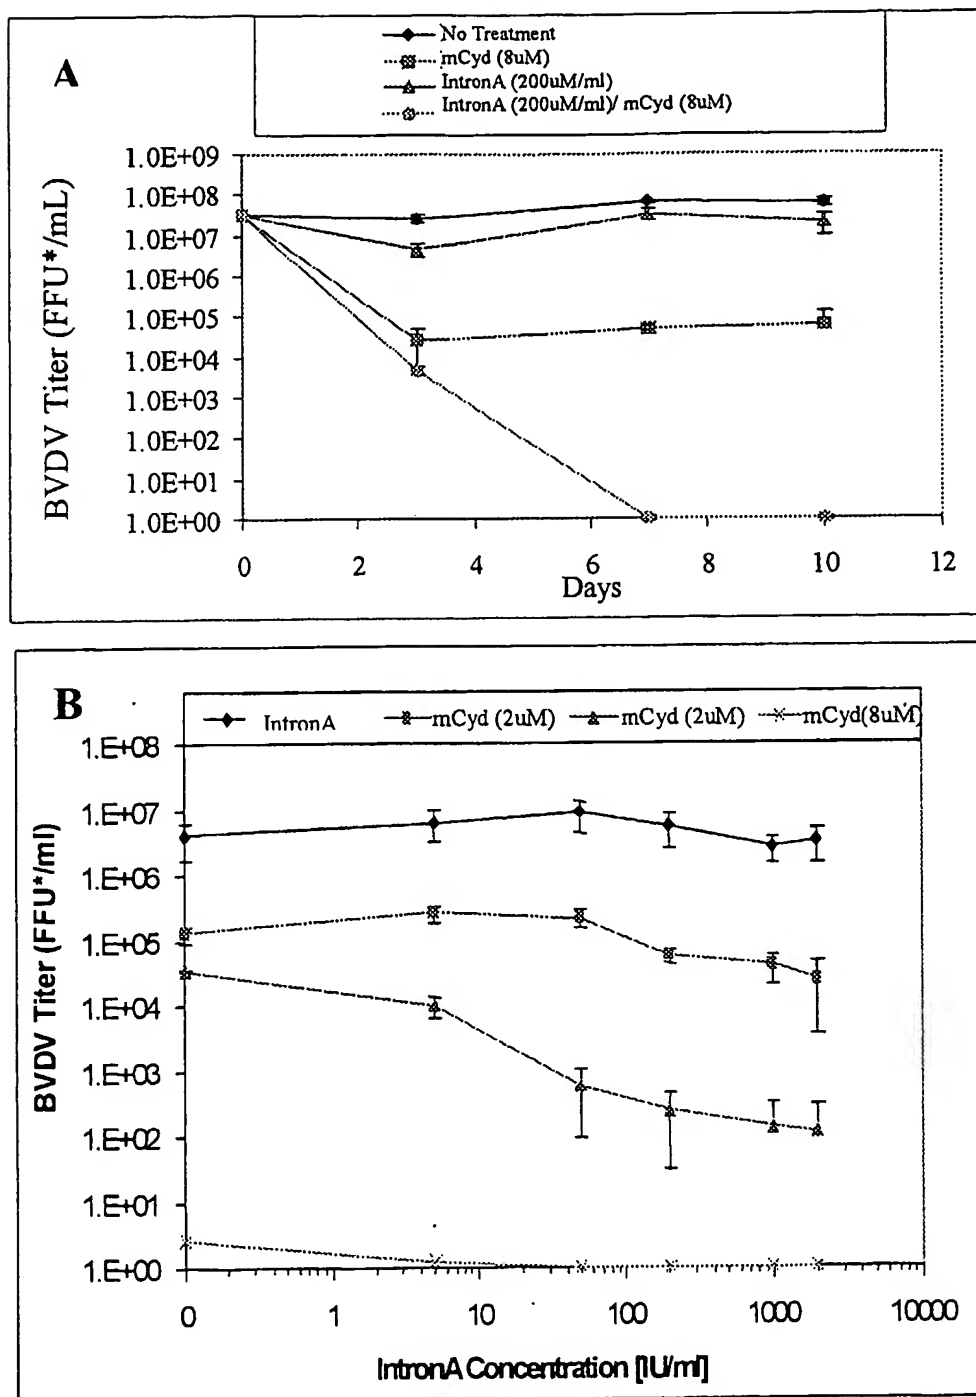 A
No Treatment
mCyd (8uM)
IntronA (200uM/ml)
IntronA (200uM/ml)/ mCyd (8uM)
BVDV Titer (FFU*/mL)
1.0E+09
1.0E+08
1.0E+07
1.0E+06
1.0E+05
1.0E+04
1.0E+03
1.0E+02
1.0E+01
1.0E+00
0 2 4 6 8 10 12
Days
B
IntronA mCyd (2uM) mCyd (2uM) mCyd(8uM)
BVDV Titer (FFU*/ml)
1.E+08
1.E+07
1.E+06
1.E+05
1.E+04
1.E+03
1.E+02
1.E+01
1.E+00
0 1 10 100 1000 10000
IntronA Concentration [IU/ml]